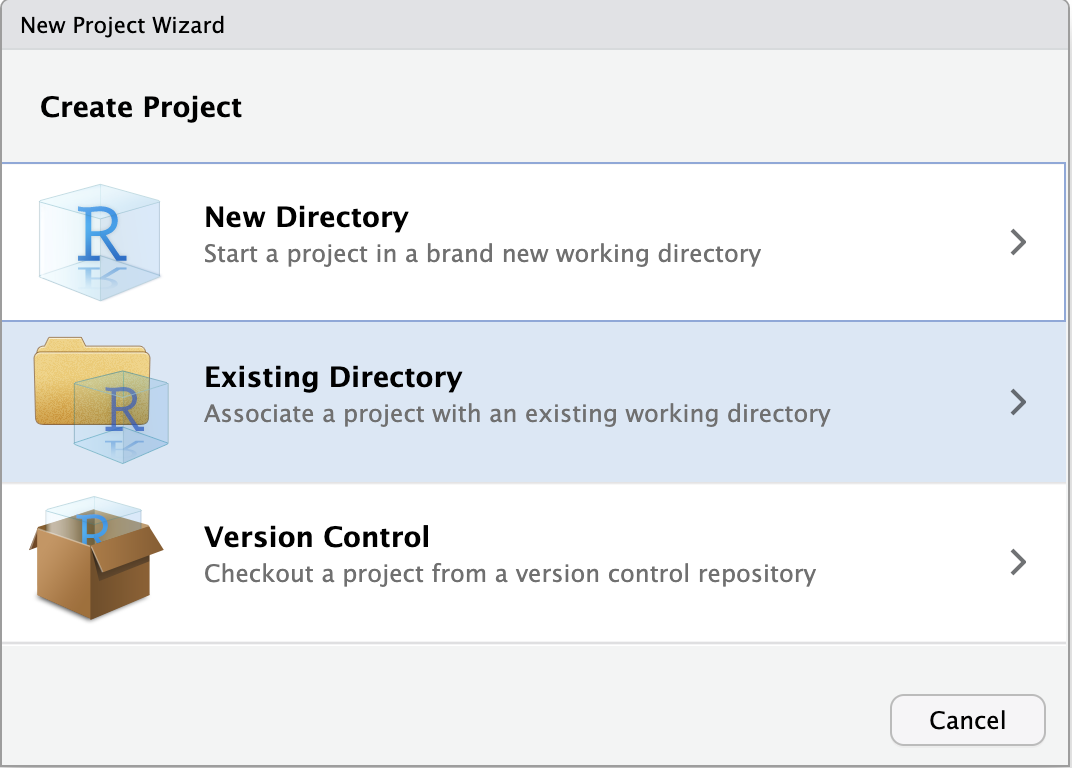 New Project Wizard
Create Project
R
New Directory
Start a project in a brand new working directory
R
Existing Directory
Associate a project with an existing working directory
R
Version Control
Checkout a project from a version control repository
Cancel